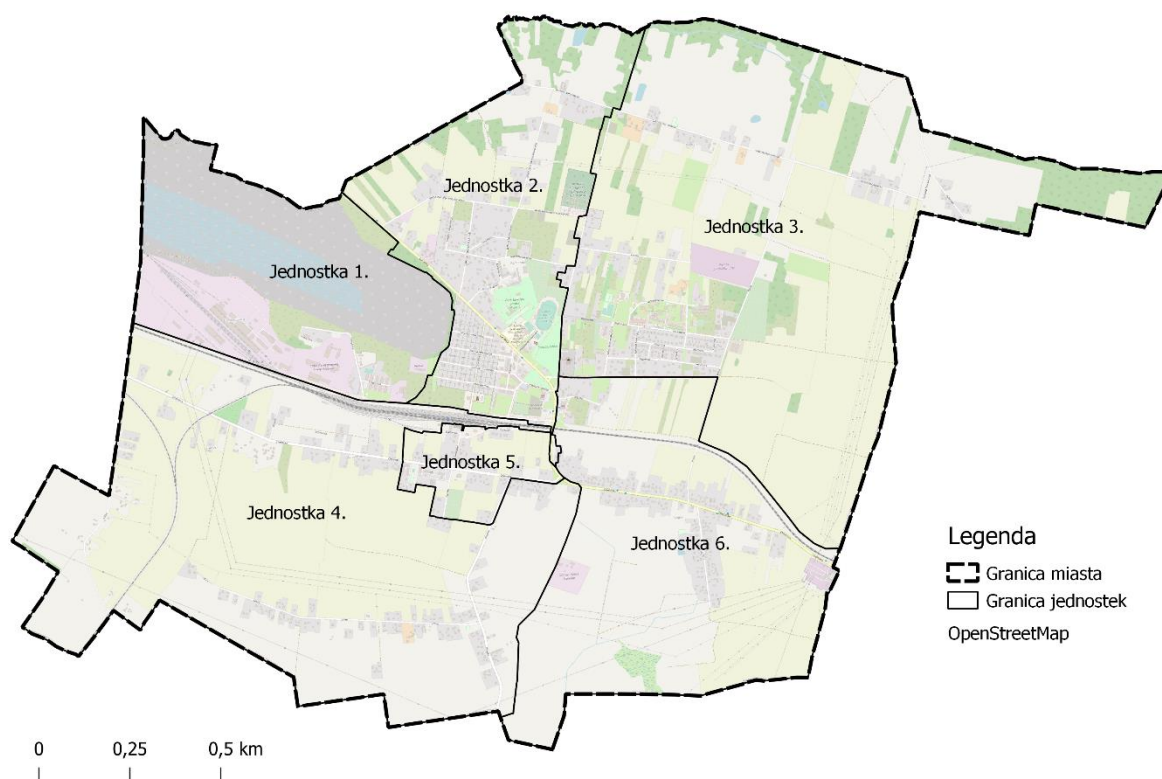 Jednostka 2.
Jednostka 3.
Jednostka 1.
Jednostka 5.
Jednostka 4.
Jednostka 6.
Legenda
Granica miasta
Granica jednostek
OpenStreetMap
0 0,25 0,5 km